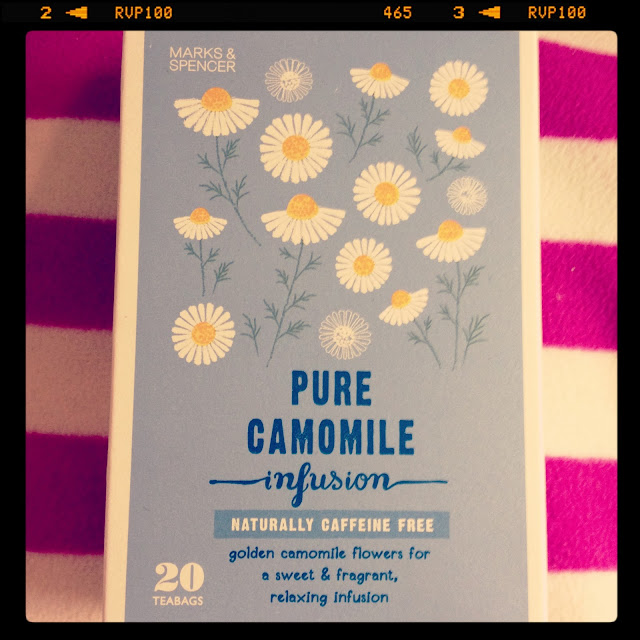 2 RVP100 465 3 RVP100
MARKS &
SPENCER
PURE
CAMOMILE
infusion
NATURALLY CAFFEINE FREE
golden camomile flowers for
a sweet & fragrant,
relaxing infusion
20
TEABAGS